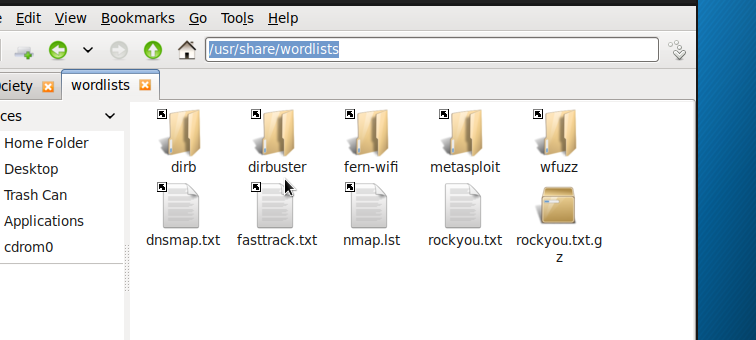 Edit View Bookmarks Go Tools Help
/usr/share/wordlists
ciety wordlists
ces
Home Folder
Desktop
Trash Can
Applications
cdrom0
dirb dirbuster fern-wifi metasploit wfuzz
dnsmap.txt fasttrack.txt nmap.lst rockyou.txt rockyou.txt.g
z